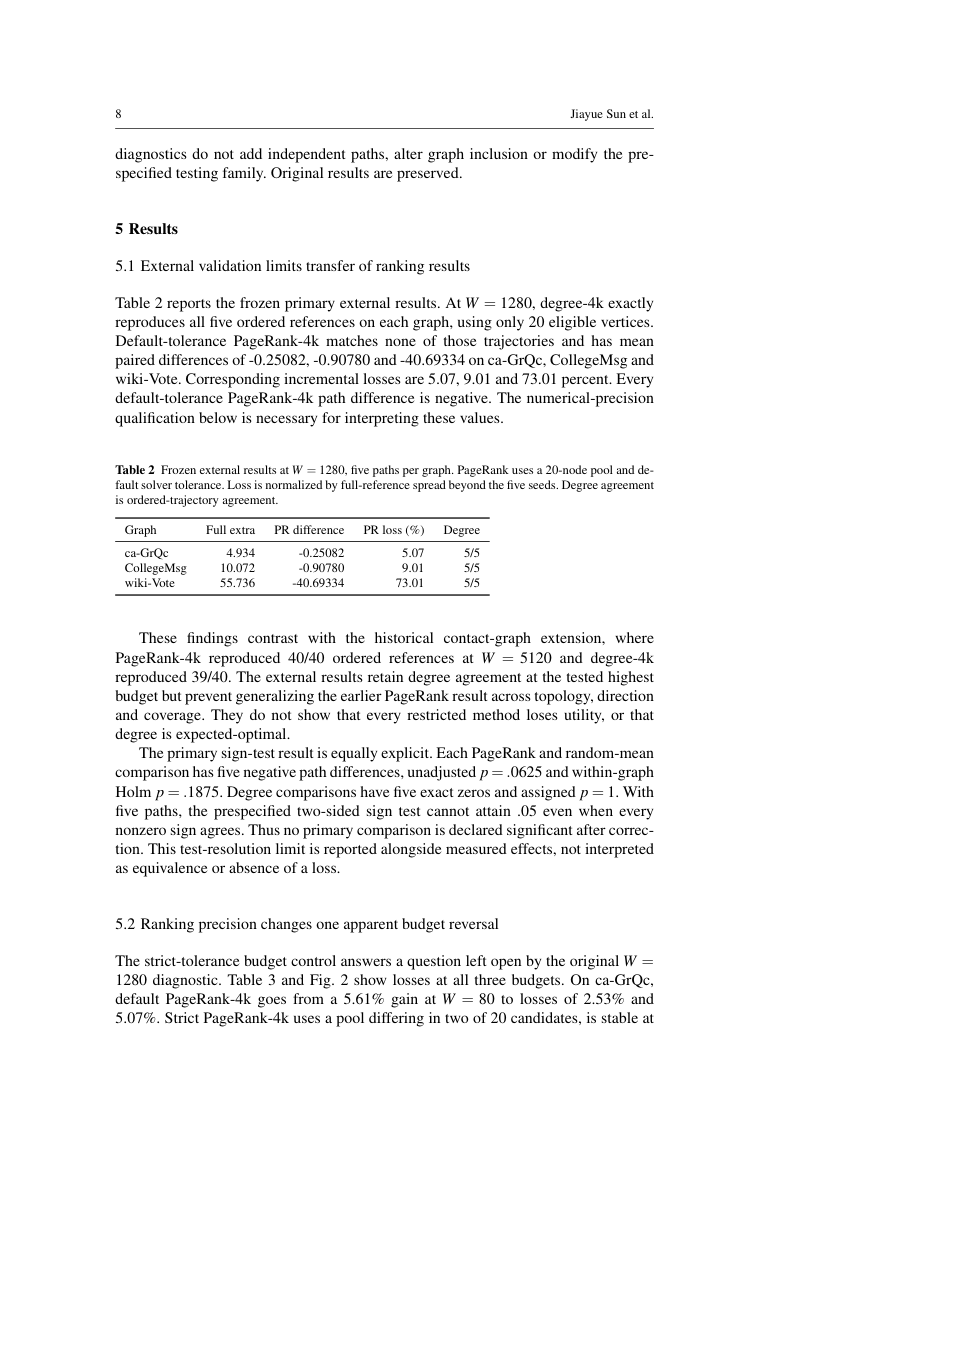 8 Jiayue Sun et al.
diagnostics do not add independent paths, alter graph inclusion or modify the pre-
specified testing family. Original results are preserved.
5 Results
5.1 External validation limits transfer of ranking results
Table 2 reports the frozen primary external results. At W = 1280, degree-4k exactly
reproduces all five ordered references on each graph, using only 20 eligible vertices.
Default-tolerance PageRank-4k matches none of those trajectories and has mean
paired differences of -0.25082, -0.90780 and -40.69334 on ca-GrQc, CollegeMsg and
wiki-Vote. Corresponding incremental losses are 5.07, 9.01 and 73.01 percent. Every
default-tolerance PageRank-4k path difference is negative. The numerical-precision
qualification below is necessary for interpreting these values.
Table 2 Frozen external results at W = 1280, five paths per graph. PageRank uses a 20-node pool and de-
fault solver tolerance. Loss is normalized by full-reference spread beyond the five seeds. Degree agreement
is ordered-trajectory agreement.
Graph Full extra PR difference PR loss (%) Degree
ca-GrQc 4.934 -0.25082 5.07 5/5
CollegeMsg 10.072 -0.90780 9.01 5/5
wiki-Vote 55.736 -40.69334 73.01 5/5
These findings contrast with the historical contact-graph extension, where
PageRank-4k reproduced 40/40 ordered references at W = 5120 and degree-4k
reproduced 39/40. The external results retain degree agreement at the tested highest
budget but prevent generalizing the earlier PageRank result across topology, direction
and coverage. They do not show that every restricted method loses utility, or that
degree is expected-optimal.
The primary sign-test result is equally explicit. Each PageRank and random-mean
comparison has five negative path differences, unadjusted p = .0625 and within-graph
Holm p = .1875. Degree comparisons have five exact zeros and assigned p = 1. With
five paths, the prespecified two-sided sign test cannot attain .05 even when every
nonzero sign agrees. Thus no primary comparison is declared significant after correc-
tion. This test-resolution limit is reported alongside measured effects, not interpreted
as equivalence or absence of a loss.
5.2 Ranking precision changes one apparent budget reversal
The strict-tolerance budget control answers a question left open by the original W =
1280 diagnostic. Table 3 and Fig. 2 show losses at all three budgets. On ca-GrQc,
default PageRank-4k goes from a 5.61% gain at W = 80 to losses of 2.53% and
5.07%. Strict PageRank-4k uses a pool differing in two of 20 candidates, is stable at